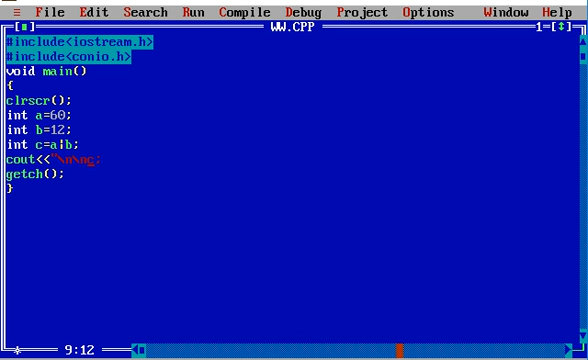 ≡ File Edit Search Run Compile Debug Project Options Window Help
[■] WW.CPP 1=[↕]
#include<iostream.h>
#include<conio.h>
void main()
{
clrscr();
int a=60;
int b=12;
int c=a|b;
cout<<"\n\nc;
getch();
}
9:12